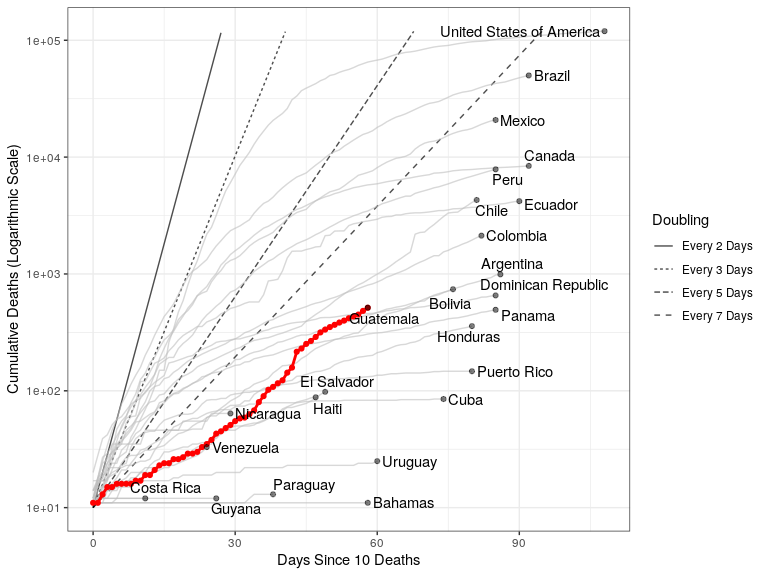 United States of America
1e+05
Brazil
Mexico
1e+04
Canada
Peru
Chile
Ecuador
Colombia
Argentina
1e+03
Dominican Republic
Bolivia
Guatemala
Panama
Honduras
Puerto Rico
El Salvador
1e+02
Haiti
Cuba
Nicaragua
Venezuela
Uruguay
Costa Rica
Paraguay
Guyana
Bahamas
1e+01
0
30
60
90
Days Since 10 Deaths
Cumulative Deaths (Logarithmic Scale)
Doubling
Every 2 Days
Every 3 Days
Every 5 Days
Every 7 Days